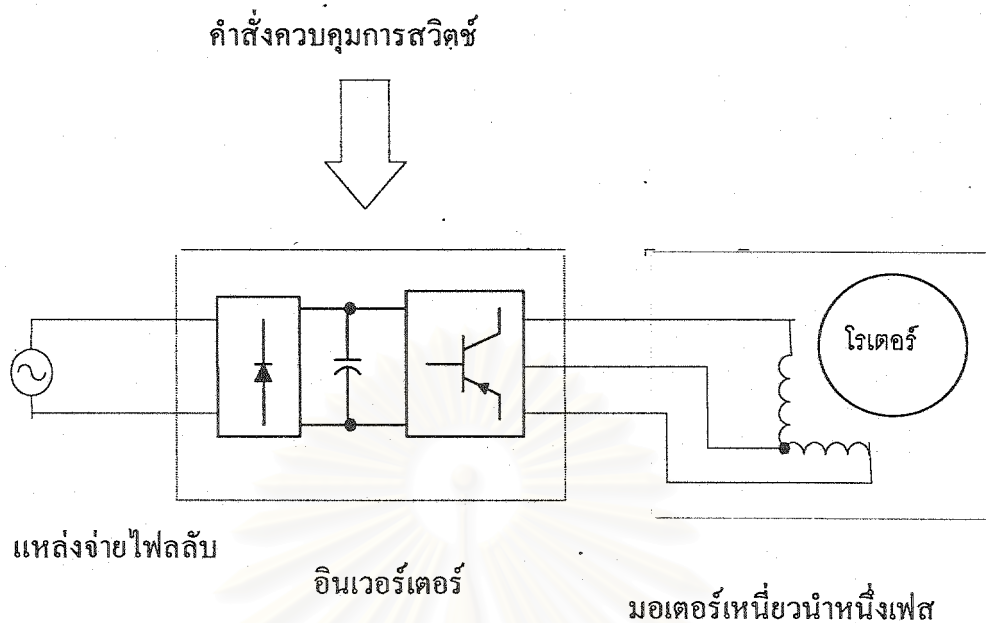 คำสั่งควบคุมการสวิตช์
โรเตอร์
แหล่งจ่ายไฟลลับ
อินเวอร์เตอร์
มอเตอร์เหนี่ยวนำหนึ่งเฟส